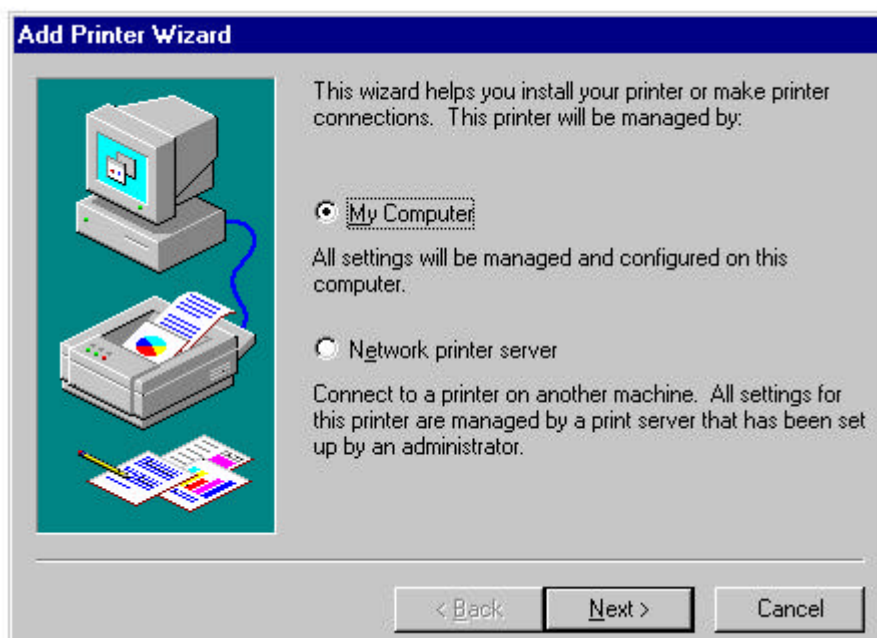 Add Printer Wizard
This wizard helps you install your printer or make printer
connections.  This printer will be managed by:
My Computer
All settings will be managed and configured on this
computer.
Network printer server
Connect to a printer on another machine.  All settings for
this printer are managed by a print server that has been set
up by an administrator.
< Back
Next >
Cancel